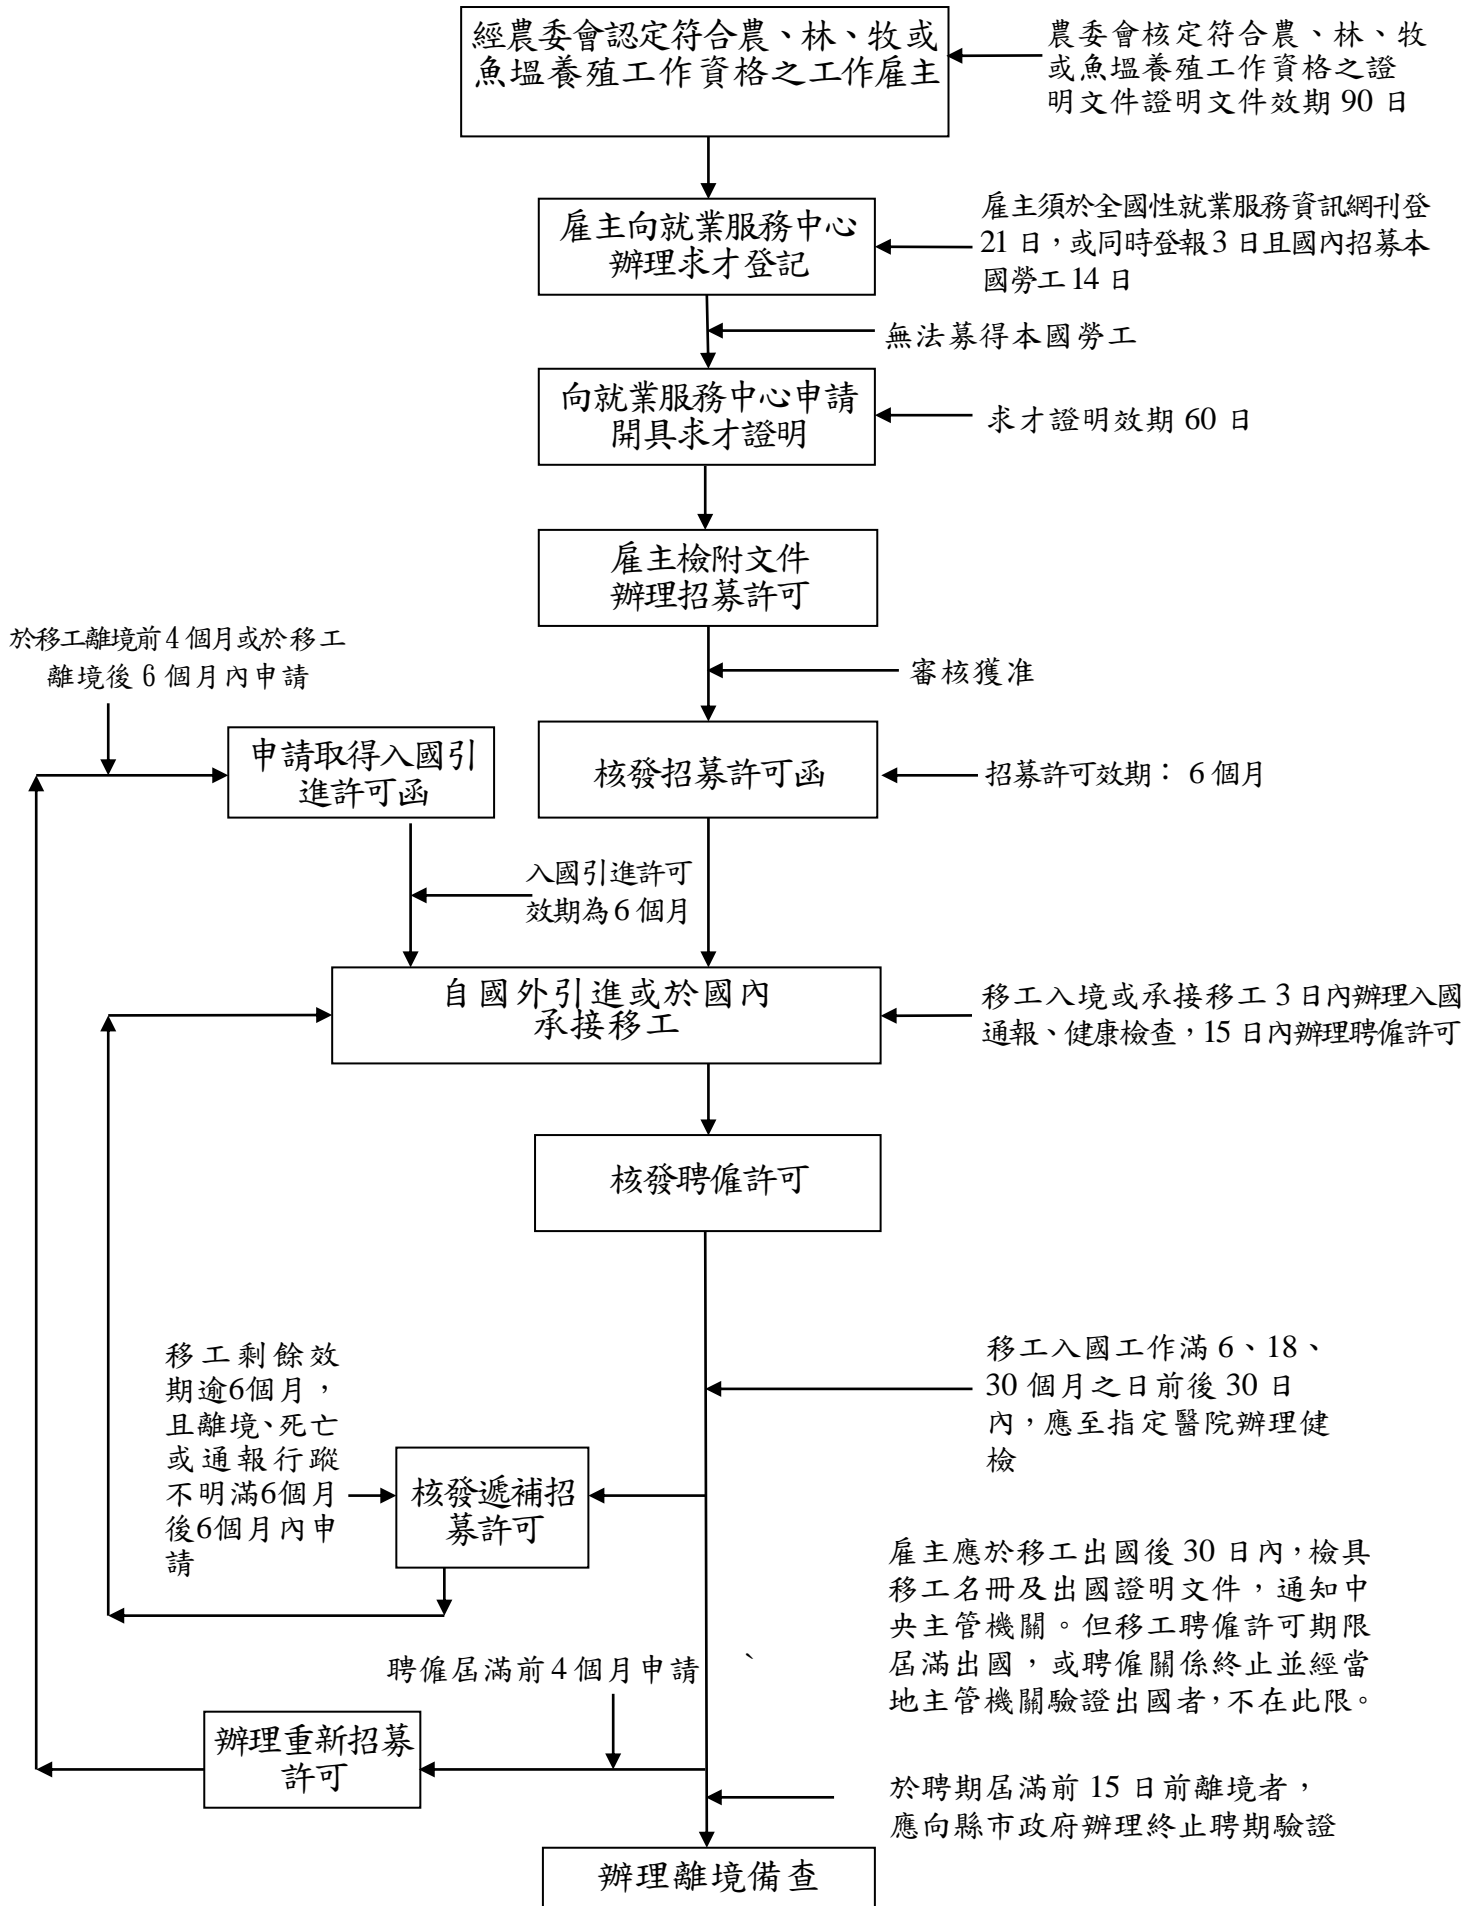 經農委會認定符合農、林、牧或
魚塭養殖工作資格之工作雇主
農委會核定符合農、林、牧
或魚塭養殖工作資格之證
明文件證明文件效期 90 日
雇主向就業服務中心
辦理求才登記
雇主須於全國性就業服務資訊網刊登
21 日，或同時登報 3 日且國內招募本
國勞工 14 日
無法募得本國勞工
向就業服務中心申請
開具求才證明
求才證明效期 60 日
雇主檢附文件
辦理招募許可
審核獲准
於移工離境前 4 個月或於移工
離境後 6 個月內申請
申請取得入國引
進許可函
核發招募許可函
招募許可效期： 6 個月
入國引進許可
效期為 6 個月
自國外引進或於國內
承接移工
移工入境或承接移工 3 日內辦理入國
通報、健康檢查，15 日內辦理聘僱許可
核發聘僱許可
移工入國工作滿 6、18、
30 個月之日前後 30 日
內，應至指定醫院辦理健
檢
移工剩餘效
期逾6個月，
且離境、死亡
或通報行蹤
不明滿6個月
後6個月內申
請
核發遞補招
募許可
雇主應於移工出國後 30 日內，檢具
移工名冊及出國證明文件，通知中
央主管機關。但移工聘僱許可期限
屆滿出國，或聘僱關係終止並經當
地主管機關驗證出國者，不在此限。
聘僱屆滿前 4 個月申請 `
辦理重新招募
許可
於聘期屆滿前 15 日前離境者，
應向縣市政府辦理終止聘期驗證
辦理離境備查